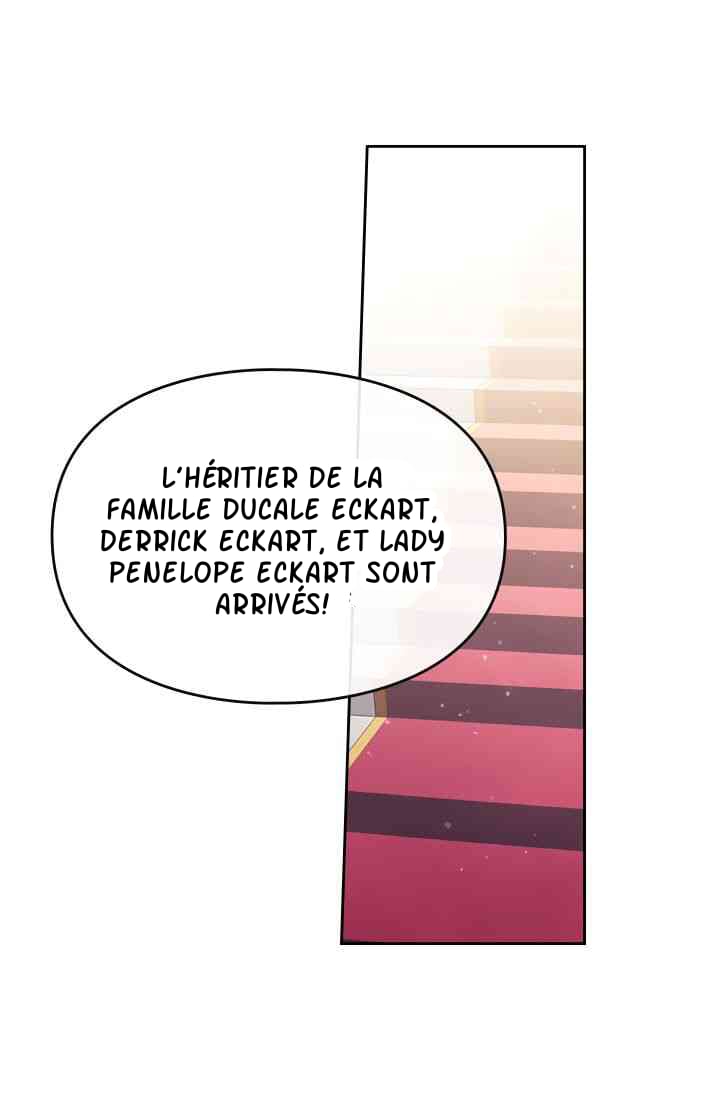 L'HÉRITIER DE LA
FAMILLE DUCALE ECKART,
DERRICK ECKART, ET LADY
PENELOPE ECKART SONT
ARRIVÉS!